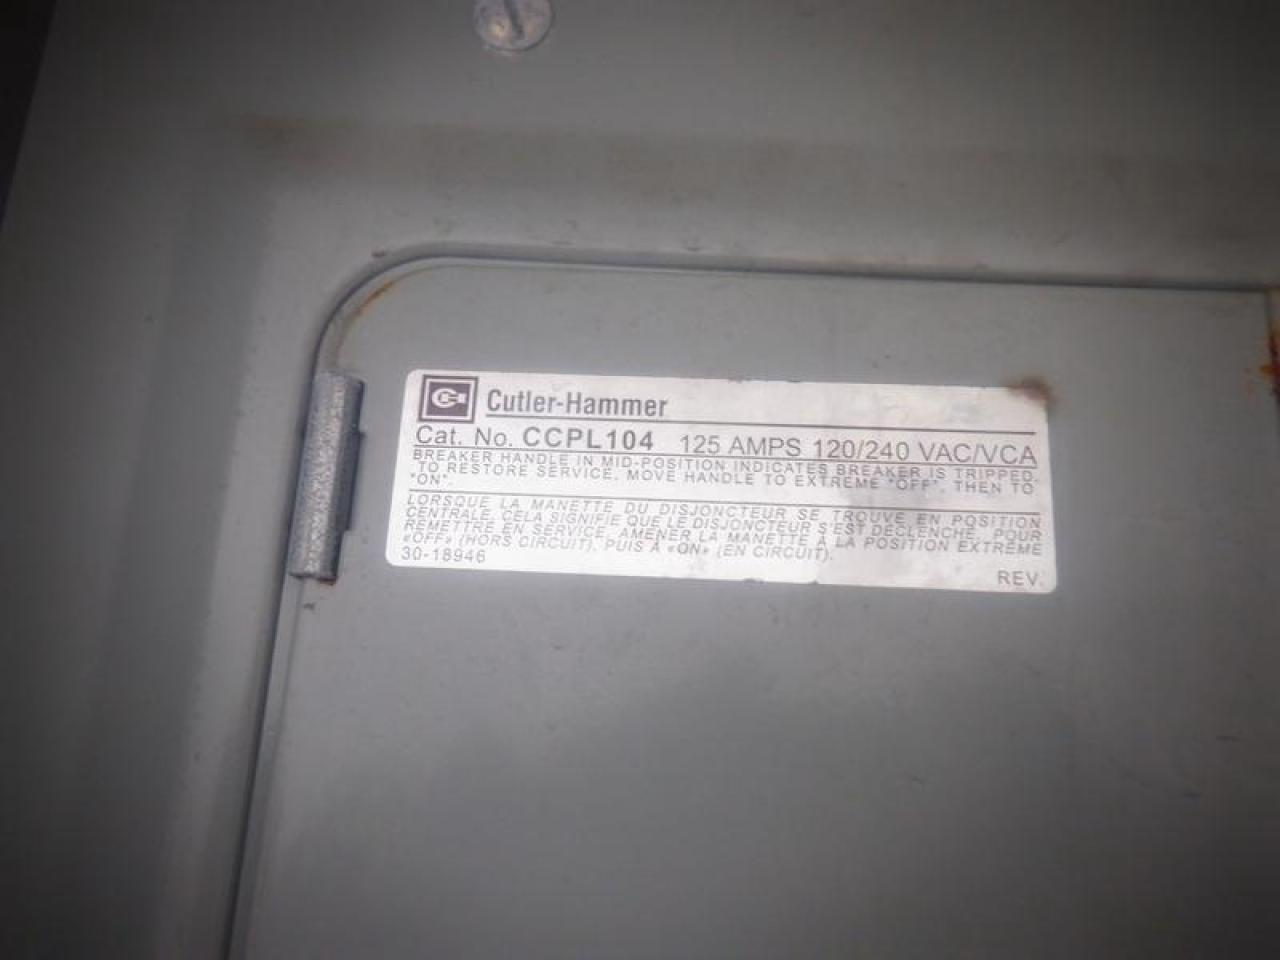 Cutler-Hammer
Cat. No. CCPL104 125 AMPS 120/240 VAC/VCA
BREAKER HANDLE IN MID-POSITION INDICATES BREAKER IS TRIPPED.
TO RESTORE SERVICE, MOVE HANDLE TO EXTREME "OFF", THEN TO
"ON".
LORSQUE LA MANETTE DU DISJONCTEUR SE TROUVE EN POSITION
CENTRALE CELA SIGNIFIE QUE LE DISJONCTEUR S'EST DÉCLENCHÉ. POUR
REMETTRE EN SERVICE, AMENER LA MANETTE À LA POSITION EXTRÊME
«OFF» (HORS CIRCUIT), PUIS À «ON» (EN CIRCUIT).
30-18946 REV.